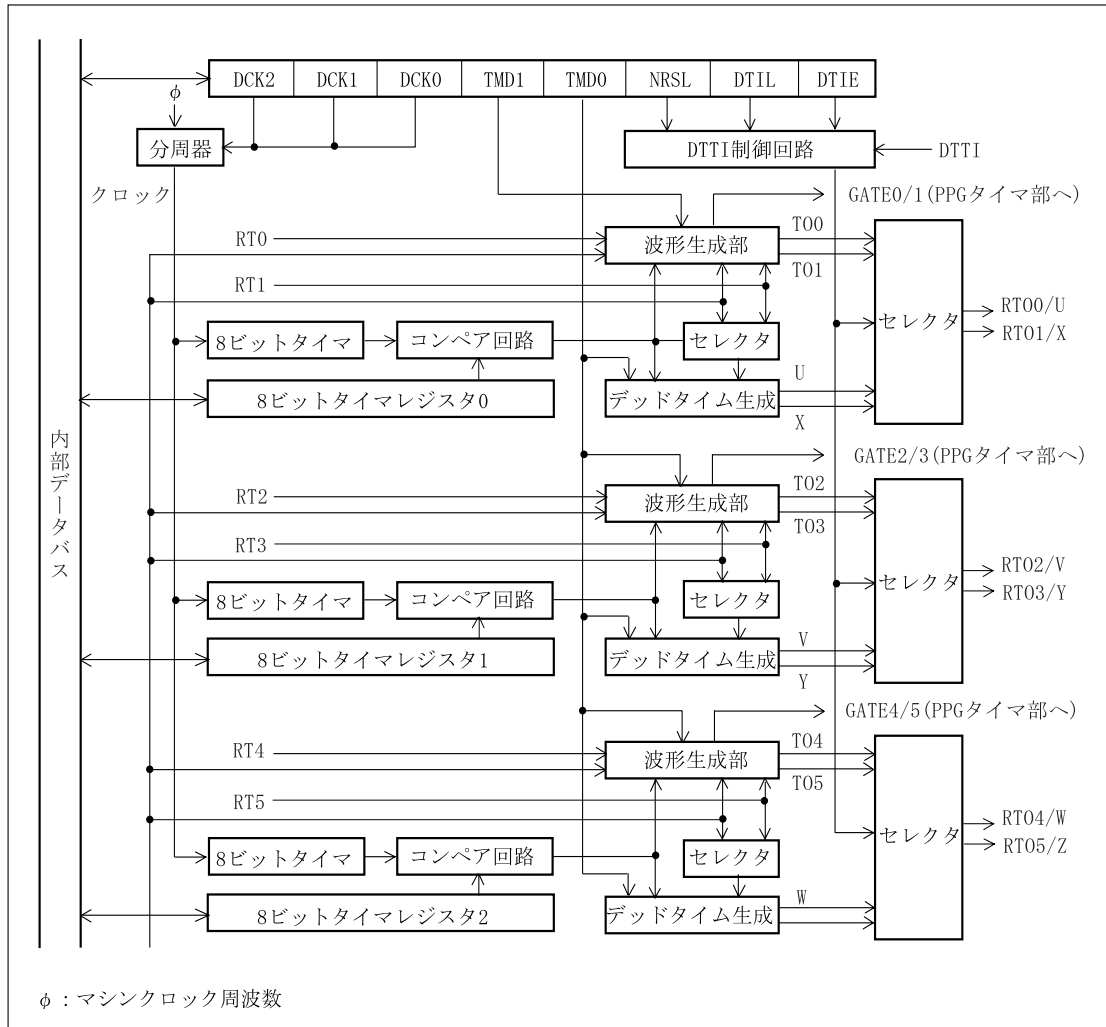 DCK2 DCK1 DCK0 TMD1 TMD0 NRSL DTIL DTIE
φ
分周器
DTTI制御回路
DTTI
クロック
GATE0/1(PPGタイマ部へ)
RT0
波形生成部
TO0
TO1
RT1
8ビットタイマ
コンペア回路
セレクタ
セレクタ
RTO0/U
RTO1/X
8ビットタイマレジスタ0
デッドタイム生成
U
X
内部データバス
GATE2/3(PPGタイマ部へ)
RT2
波形生成部
TO2
TO3
RT3
8ビットタイマ
コンペア回路
セレクタ
セレクタ
RTO2/V
RTO3/Y
8ビットタイマレジスタ1
デッドタイム生成
V
Y
GATE4/5(PPGタイマ部へ)
RT4
波形生成部
TO4
TO5
RT5
8ビットタイマ
コンペア回路
セレクタ
セレクタ
RTO4/W
RTO5/Z
8ビットタイマレジスタ2
デッドタイム生成
W
φ : マシンクロック周波数